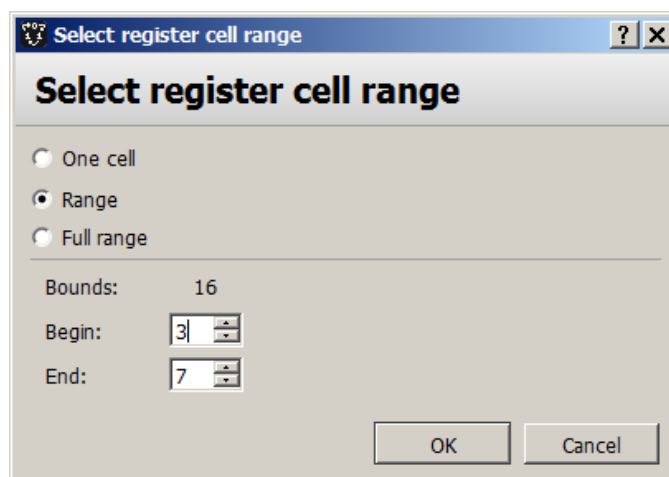 Select register cell range
Select register cell range
One cell
Range
Full range
Bounds: 16
Begin: 3
End: 7
OK Cancel